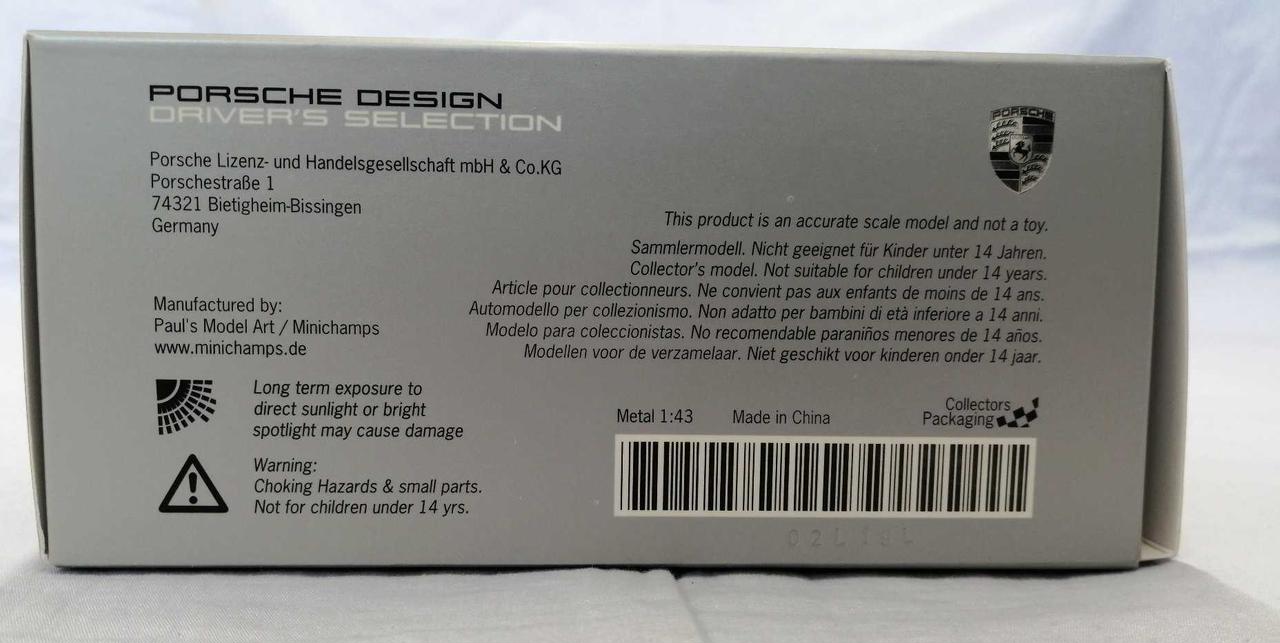 PORSCHE DESIGN
DRIVER'S SELECTION
Porsche Lizenz- und Handelsgesellschaft mbH & Co.KG
Porschestraße 1
74321 Bietigheim-Bissingen
Germany
PORSCHE
This product is an accurate scale model and not a toy.
Sammlermodell. Nicht geeignet für Kinder unter 14 Jahren.
Collector's model. Not suitable for children under 14 years.
Article pour collectionneurs. Ne convient pas aux enfants de moins de 14 ans.
Automodello per collezionismo. Non adatto per bambini di età inferiore a 14 anni.
Modelo para coleccionistas. No recomendable paraniños menores de 14 años.
Modellen voor de verzamelaar. Niet geschikt voor kinderen onder 14 jaar.
Manufactured by:
Paul's Model Art / Minichamps
www.minichamps.de
Long term exposure to
direct sunlight or bright
spotlight may cause damage
Warning:
Choking Hazards & small parts.
Not for children under 14 yrs.
Metal 1:43
Made in China
Collectors
Packaging